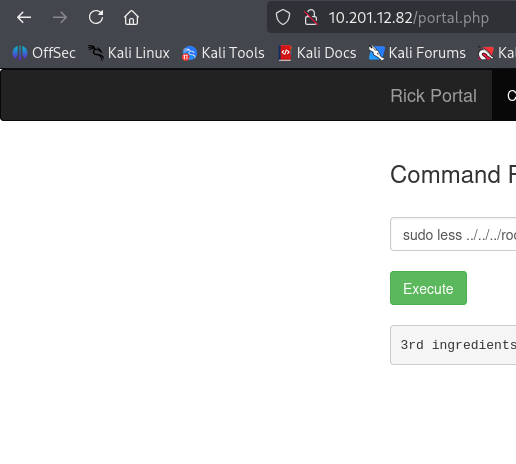 10.201.12.82/portal.php
OffSec Kali Linux Kali Tools Kali Docs Kali Forums Ka
Rick Portal C
Command
sudo less ../../../roo
Execute
3rd ingredients